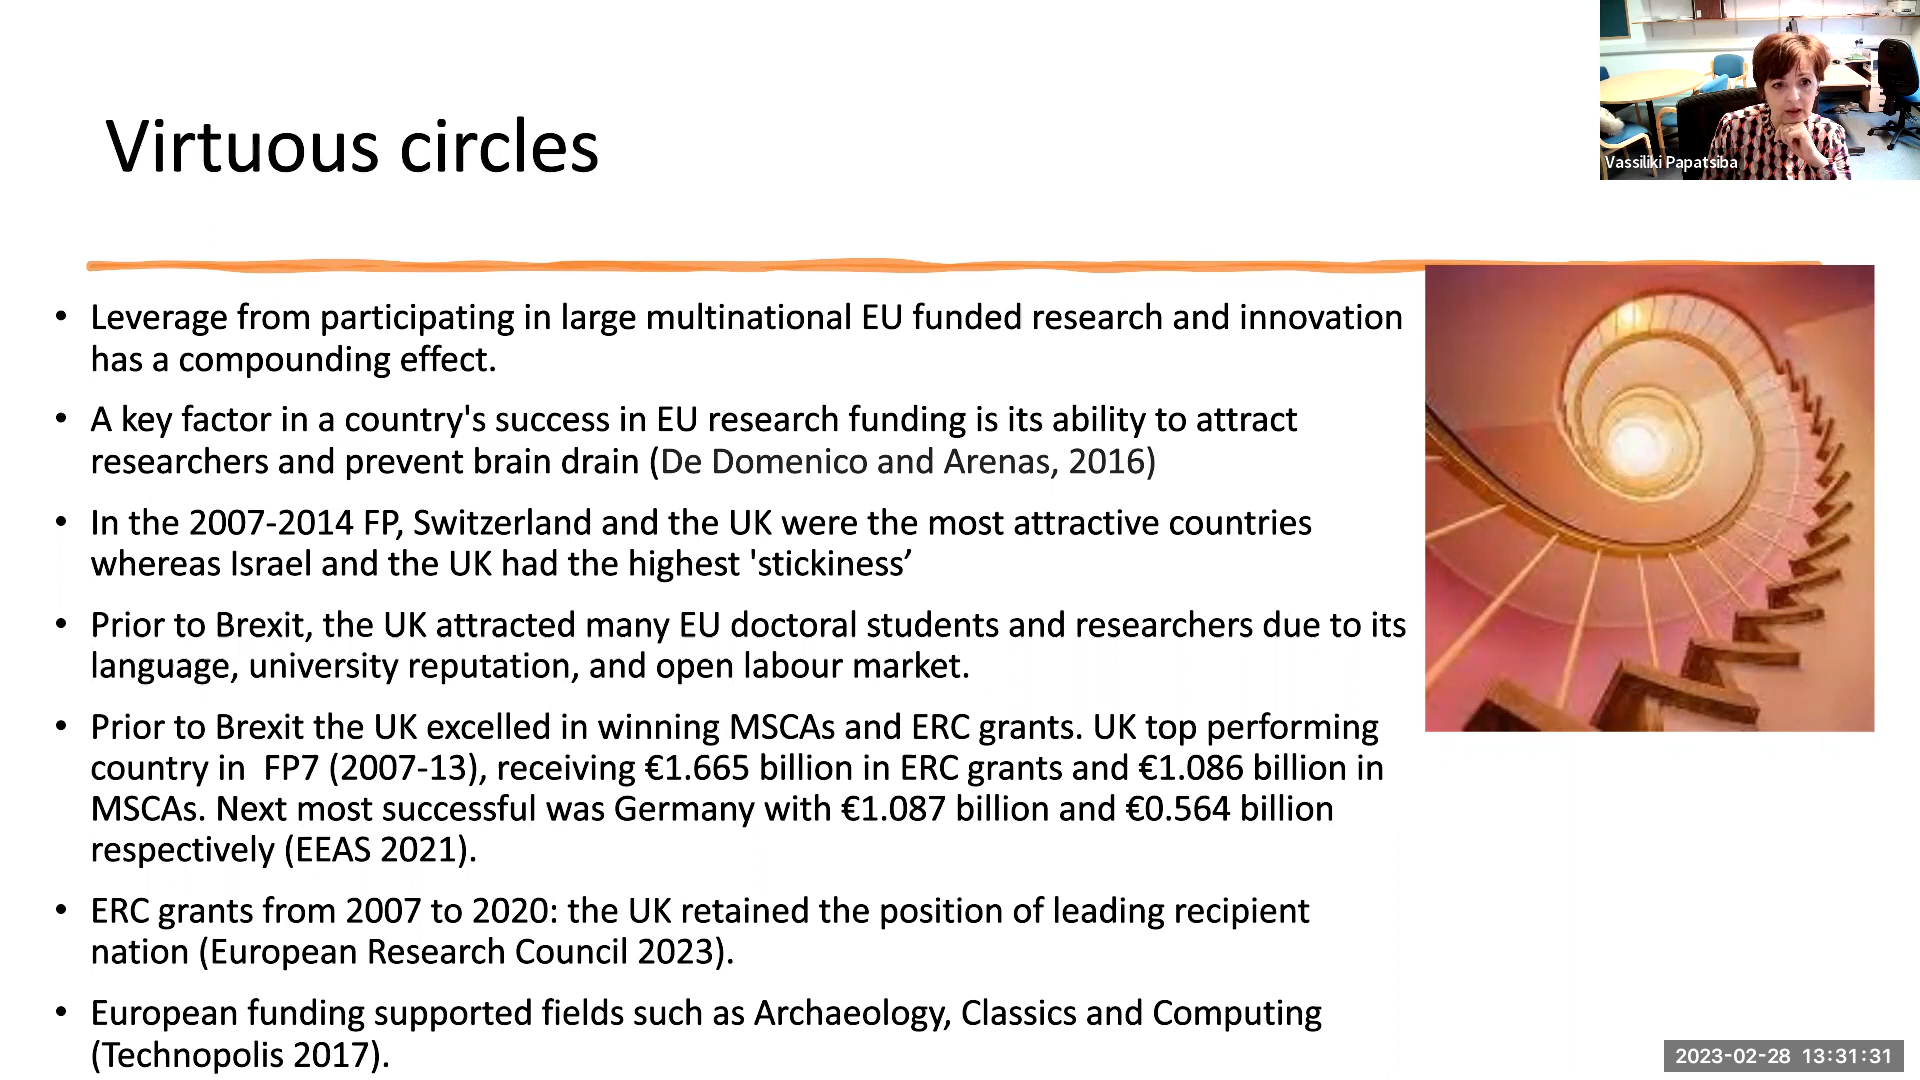 Virtuous circles
Vassiliki Papatsiba
• Leverage from participating in large multinational EU funded research and innovation
has a compounding effect.
• A key factor in a country's success in EU research funding is its ability to attract
researchers and prevent brain drain (De Domenico and Arenas, 2016)
• In the 2007-2014 FP, Switzerland and the UK were the most attractive countries
whereas Israel and the UK had the highest 'stickiness’
• Prior to Brexit, the UK attracted many EU doctoral students and researchers due to its
language, university reputation, and open labour market.
• Prior to Brexit the UK excelled in winning MSCAs and ERC grants. UK top performing
country in  FP7 (2007-13), receiving €1.665 billion in ERC grants and €1.086 billion in
MSCAs. Next most successful was Germany with €1.087 billion and €0.564 billion
respectively (EEAS 2021).
• ERC grants from 2007 to 2020: the UK retained the position of leading recipient
nation (European Research Council 2023).
• European funding supported fields such as Archaeology, Classics and Computing
(Technopolis 2017).
2023-02-28 13:31:31